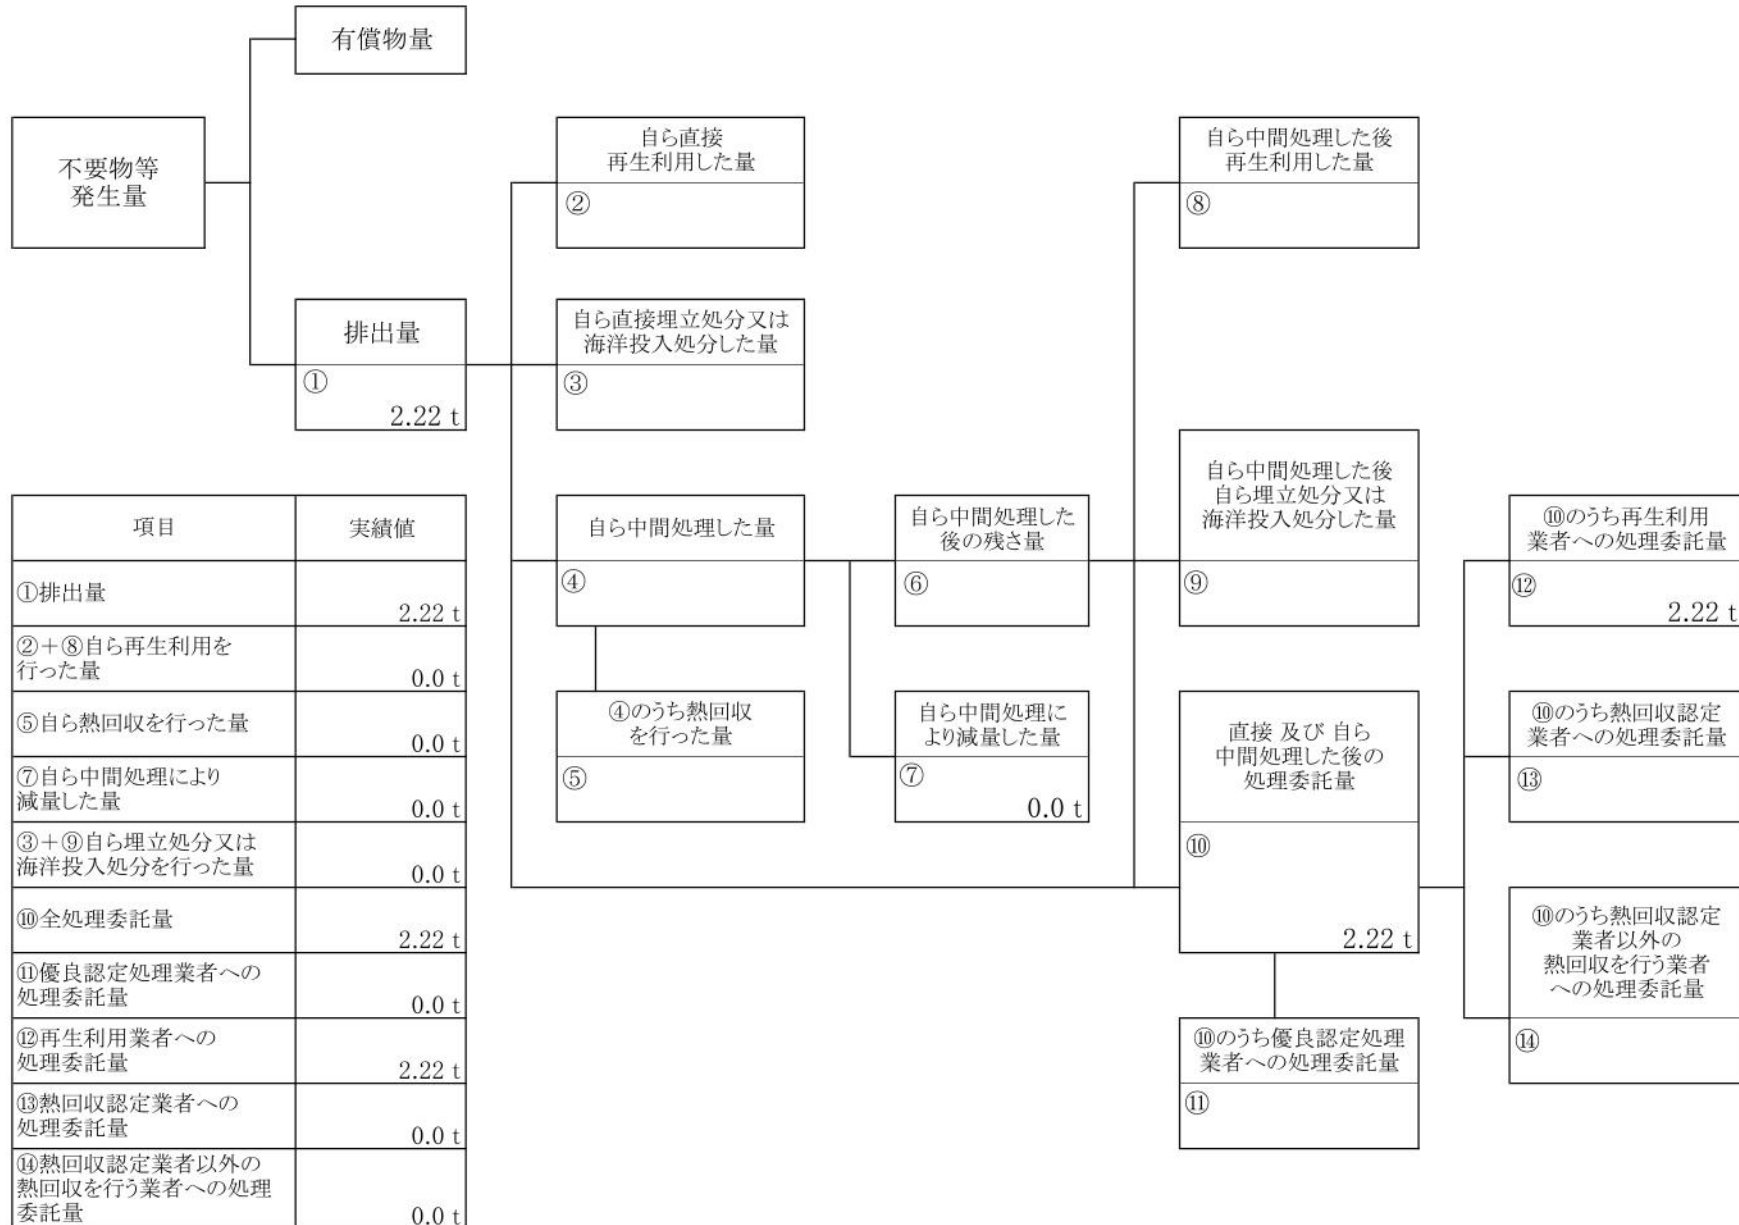 有償物量
不要物等
発生量
自ら直接
再生利用した量
②
自ら中間処理した後
再生利用した量
⑧
排出量
①
2.22 t
自ら直接埋立処分又は
海洋投入処分した量
③
自ら中間処理した量
④
自ら中間処理した
後の残さ量
⑥
自ら中間処理した後
自ら埋立処分又は
海洋投入処分した量
⑨
⑩のうち再生利用
業者への処理委託量
⑫
2.22 t
④のうち熱回収
を行った量
⑤
自ら中間処理に
より減量した量
⑦
0.0 t
直接 及び 自ら
中間処理した後の
処理委託量
⑩
2.22 t
⑩のうち熱回収認定
業者への処理委託量
⑬
⑩のうち熱回収認定
業者以外の
熱回収を行う業者
への処理委託量
⑭
⑩のうち優良認定処理
業者への処理委託量
⑪
項目 実績値
①排出量
2.22 t
②+⑧自ら再生利用を
行った量
0.0 t
⑤自ら熱回収を行った量
0.0 t
⑦自ら中間処理により
減量した量
0.0 t
③+⑨自ら埋立処分又は
海洋投入処分を行った量
0.0 t
⑩全処理委託量
2.22 t
⑪優良認定処理業者への
処理委託量
0.0 t
⑫再生利用業者への
処理委託量
2.22 t
⑬熱回収認定業者への
処理委託量
0.0 t
⑭熱回収認定業者以外の
熱回収を行う業者への処理
委託量
0.0 t